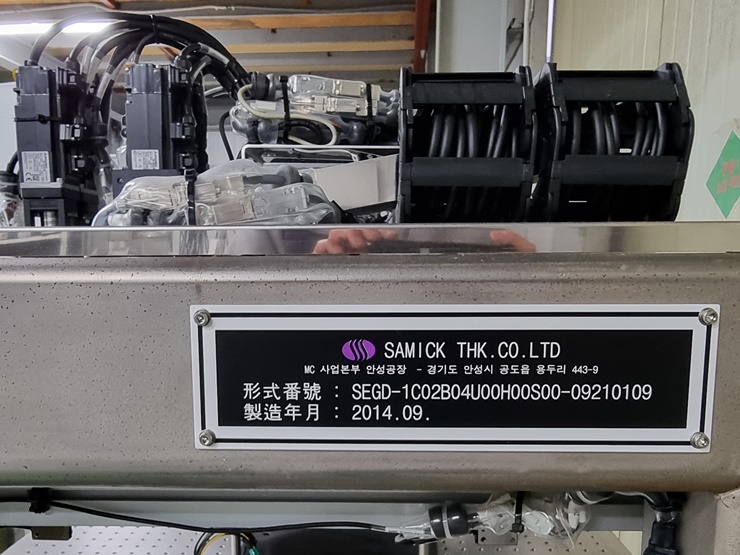 SAMICK THK.CO.LTD
MC 사업본부 안성공장 - 경기도 안성시 공도읍 용두리 443-9
形式番號 : SEGD-1C02B04U00H00S00-09210109
製造年月 : 2014.09.